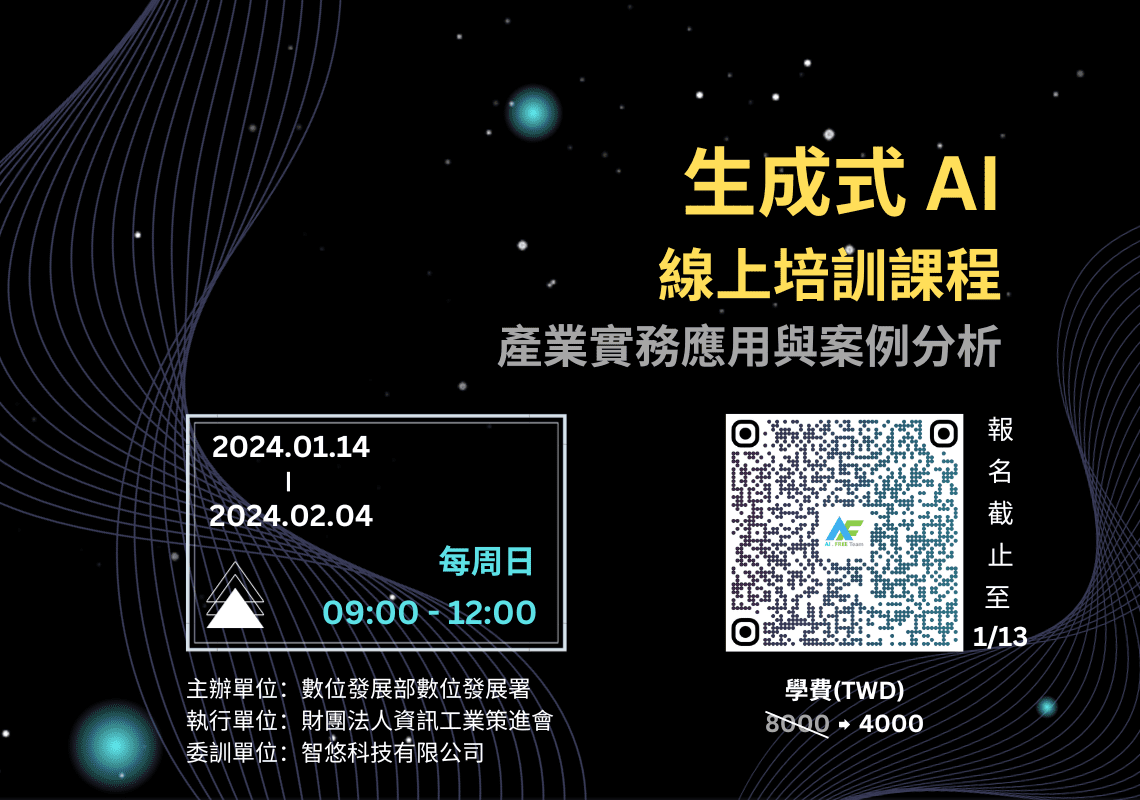 生成式 AI
線上培訓課程
產業實務應用與案例分析
2024.01.14
|
2024.02.04
每周日
09:00 - 12:00
AI . FREE Team
報名截止至
1/13
主辦單位：數位發展部數位發展署
執行單位：財團法人資訊工業策進會
委訓單位：智悠科技有限公司
學費(TWD)
8000 → 4000